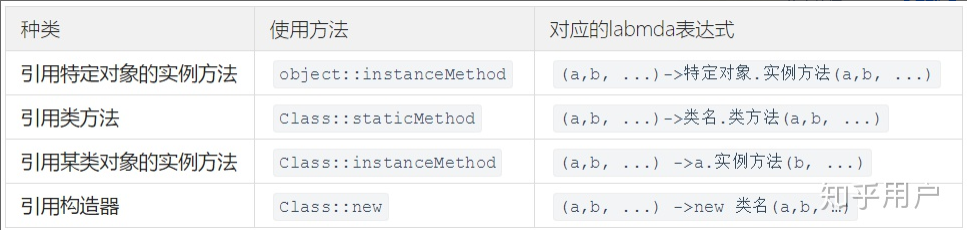 种类 使用方法 对应的labmda表达式
引用特定对象的实例方法 object::instanceMethod (a,b, ...)->特定对象.实例方法(a,b, ...)
引用类方法 Class::staticMethod (a,b, ...)->类名.类方法(a,b, ...)
引用某类对象的实例方法 Class::instanceMethod (a,b, ...) ->a.实例方法(b, ...)
引用构造器 Class::new (a,b, ...) ->new 类名(a,b, …)
知乎用户